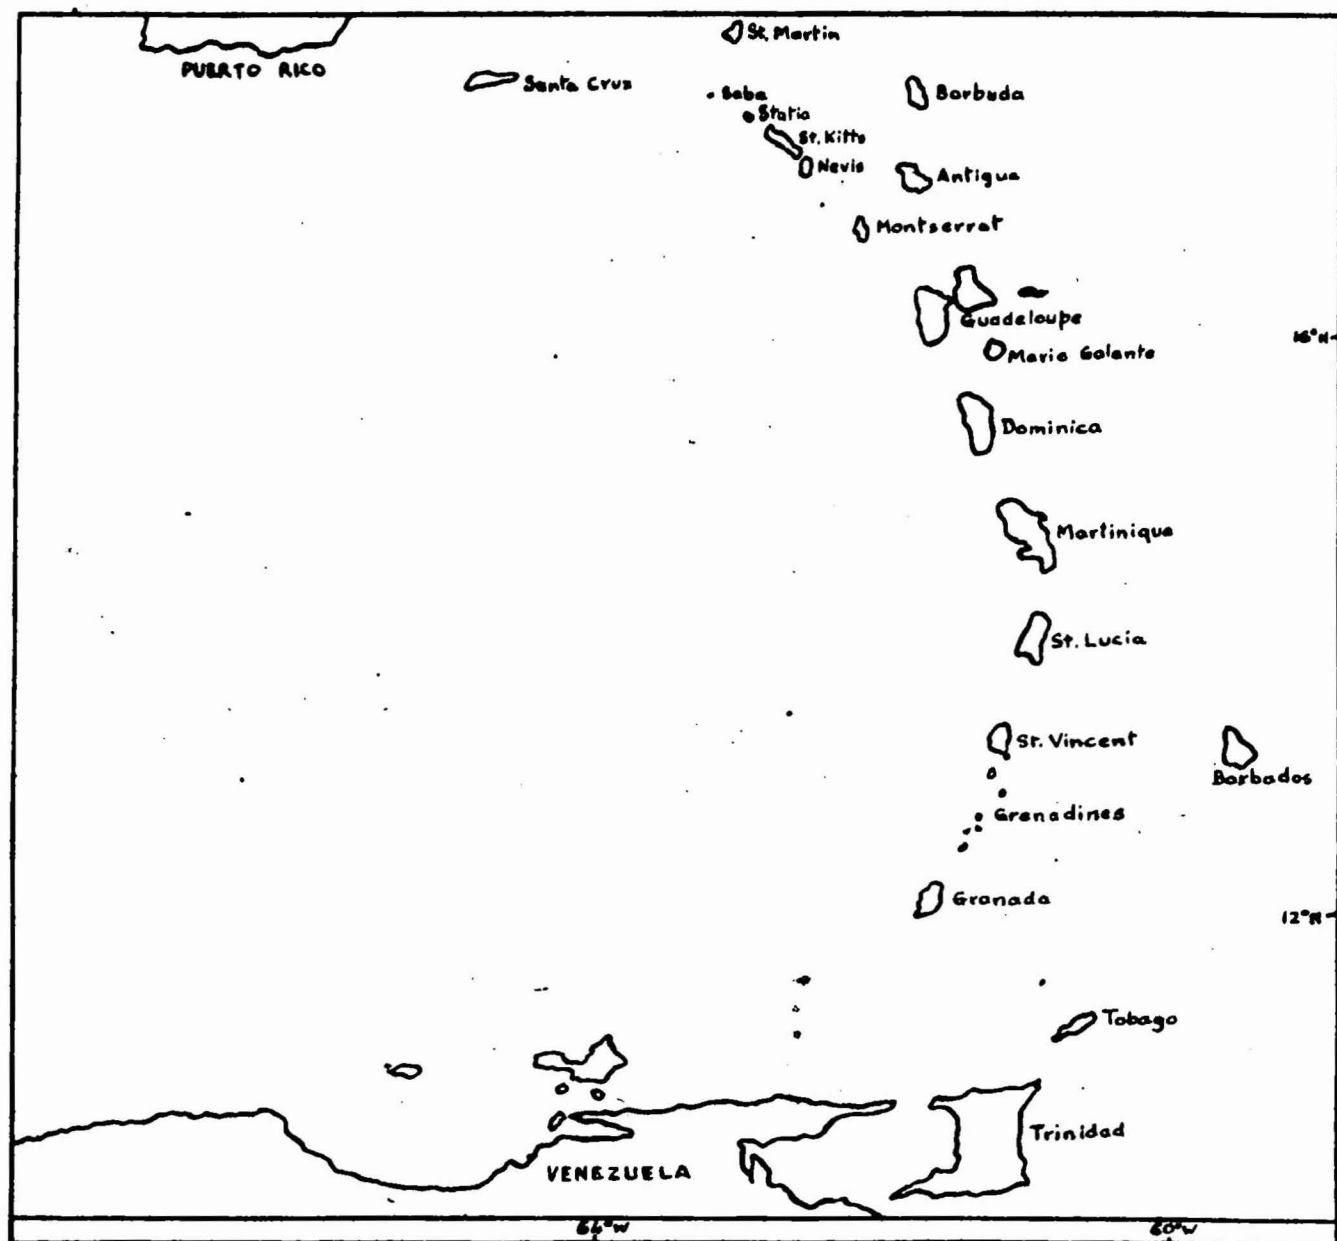 St. Martin
PUERTO RICO
Santa Cruz
Saba
Barbuda
Statia
St. Kitts
Nevis
Antigua
Montserrat
Guadeloupe
16°N
Marie Galante
Dominica
Martinique
St. Lucia
St. Vincent
Barbados
Grenadines
Granada
12°N
Tobago
Trinidad
VENEZUELA
64°W
60°W